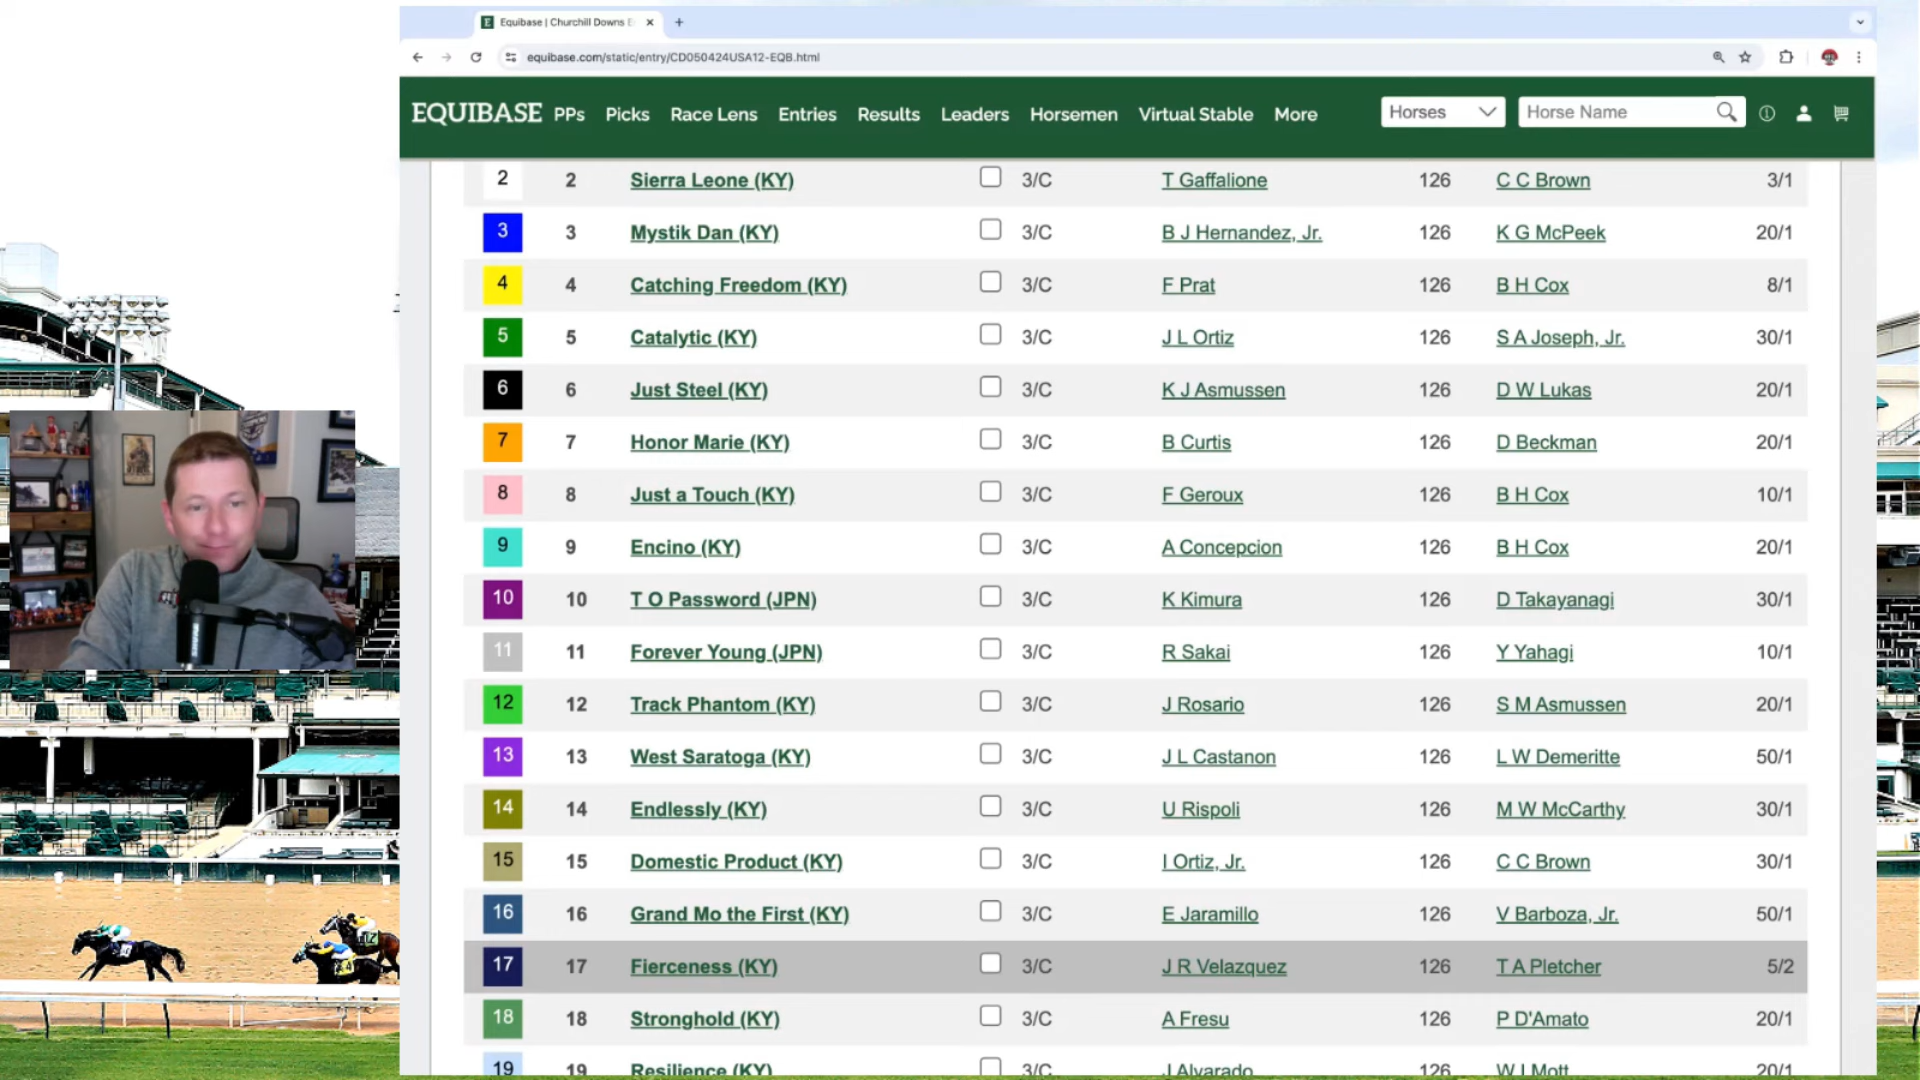 Equibase | Churchill Downs E
equibase.com/static/entry/CD050424USA12-EQB.html
EQUIBASE PPs Picks Race Lens Entries Results Leaders Horsemen Virtual Stable More Horses Horse Name
2 2 Sierra Leone (KY) 3/C T Gaffalione 126 C C Brown 3/1
3 3 Mystik Dan (KY) 3/C B J Hernandez, Jr. 126 K G McPeek 20/1
4 4 Catching Freedom (KY) 3/C F Prat 126 B H Cox 8/1
5 5 Catalytic (KY) 3/C J L Ortiz 126 S A Joseph, Jr. 30/1
6 6 Just Steel (KY) 3/C K J Asmussen 126 D W Lukas 20/1
7 7 Honor Marie (KY) 3/C B Curtis 126 D Beckman 20/1
8 8 Just a Touch (KY) 3/C F Geroux 126 B H Cox 10/1
9 9 Encino (KY) 3/C A Concepcion 126 B H Cox 20/1
10 10 T O Password (JPN) 3/C K Kimura 126 D Takayanagi 30/1
11 11 Forever Young (JPN) 3/C R Sakai 126 Y Yahagi 10/1
12 12 Track Phantom (KY) 3/C J Rosario 126 S M Asmussen 20/1
13 13 West Saratoga (KY) 3/C J L Castanon 126 L W Demeritte 50/1
14 14 Endlessly (KY) 3/C U Rispoli 126 M W McCarthy 30/1
15 15 Domestic Product (KY) 3/C I Ortiz, Jr. 126 C C Brown 30/1
16 16 Grand Mo the First (KY) 3/C E Jaramillo 126 V Barboza, Jr. 50/1
17 17 Fierceness (KY) 3/C J R Velazquez 126 T A Pletcher 5/2
18 18 Stronghold (KY) 3/C A Fresu 126 P D'Amato 20/1
19 19 Resilience (KY) 3/C J Alvarado 126 W I Mott 20/1